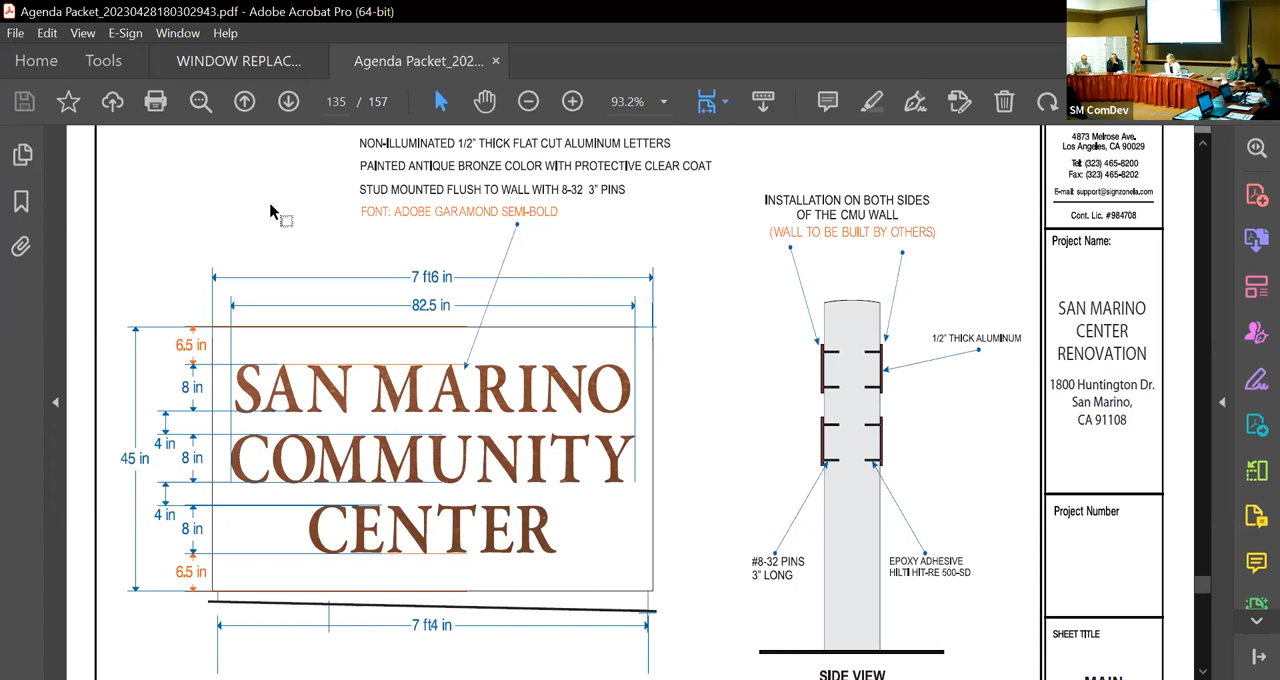 Agenda Packet_20230428180302943.pdf - Adobe Acrobat Pro (64-bit)
File Edit View E-Sign Window Help
Home Tools WINDOW REPLAC... Agenda Packet_202... ×
135 / 157 93.2%
SM ComDev
NON-ILLUMINATED 1/2" THICK FLAT CUT ALUMINUM LETTERS
PAINTED ANTIQUE BRONZE COLOR WITH PROTECTIVE CLEAR COAT
STUD MOUNTED FLUSH TO WALL WITH 8-32 3" PINS
FONT: ADOBE GARAMOND SEMI-BOLD
7 ft6 in
82.5 in
6.5 in
8 in
4 in
8 in
45 in
4 in
8 in
6.5 in
SAN MARINO
COMMUNITY
CENTER
7 ft4 in
INSTALLATION ON BOTH SIDES
OF THE CMU WALL
(WALL TO BE BUILT BY OTHERS)
1/2" THICK ALUMINUM
#8-32 PINS
3" LONG
EPOXY ADHESIVE
HILTI HIT-RE 500-SD
SIDE VIEW
4873 Melrose Ave.
Los Angeles, CA 90029
Tel: (323) 465-8200
Fax: (323) 465-8202
E-mail: support@signzonela.com
Cont. Lic. #984708
Project Name:
SAN MARINO
CENTER
RENOVATION
1800 Huntington Dr.
San Marino,
CA 91108
Project Number
SHEET TITLE
MAIN